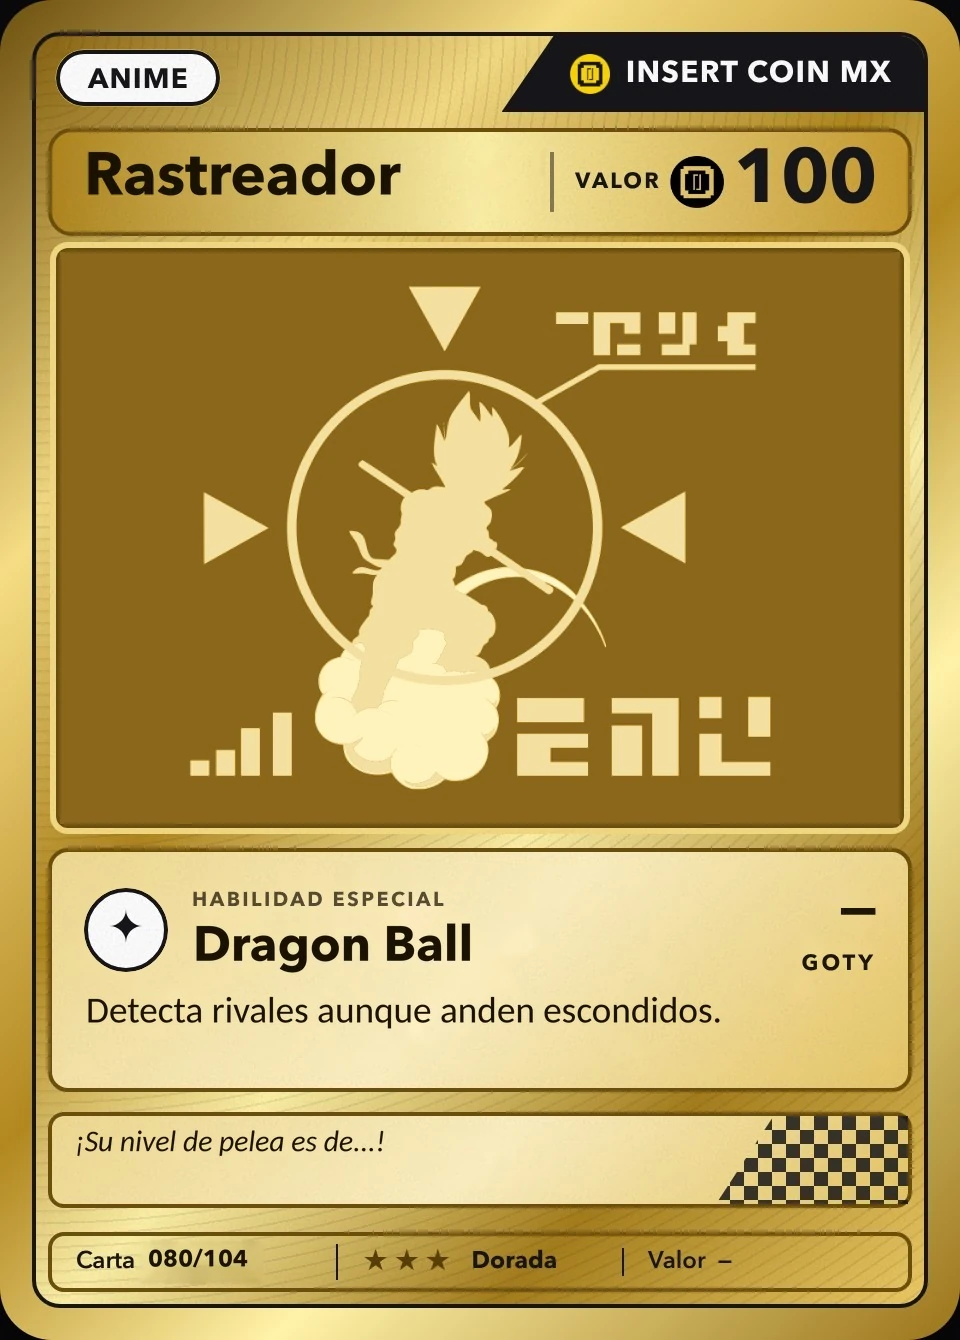 ANIME
INSERT COIN MX
Rastreador
VALOR 100
HABILIDAD ESPECIAL
Dragon Ball
–
GOTY
Detecta rivales aunque anden escondidos.
¡Su nivel de pelea es de...!
Carta 080/104 ★★★ Dorada Valor –